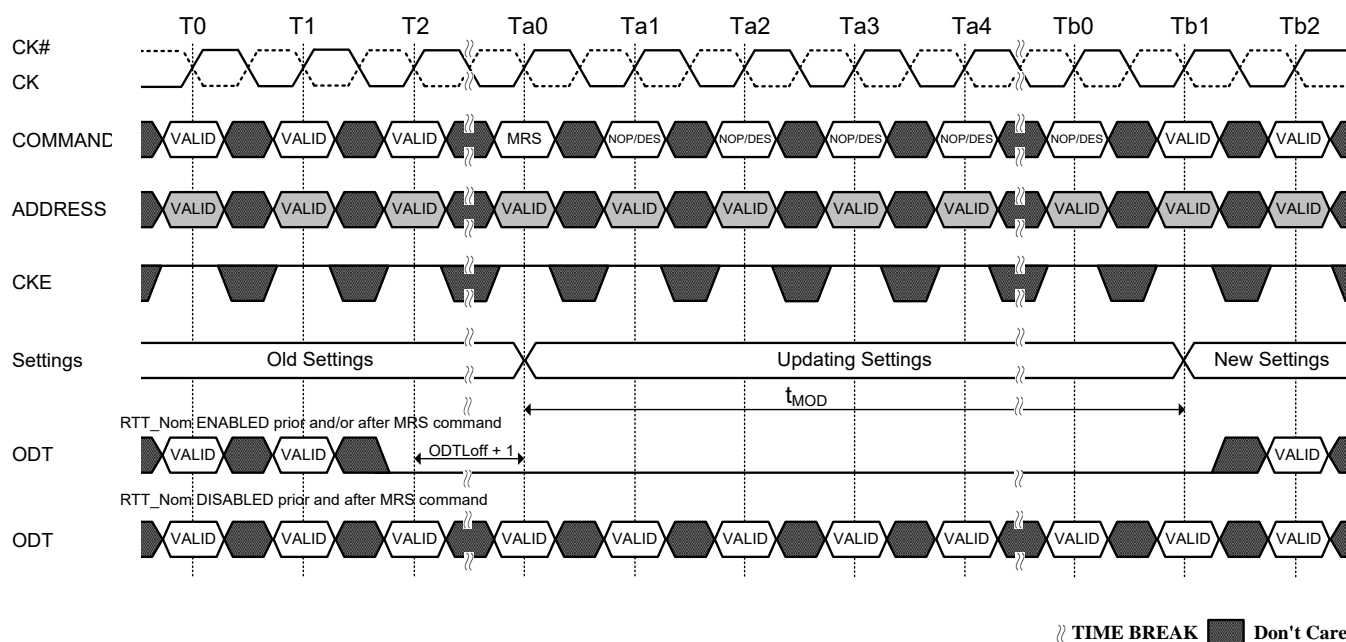 T0 T1 T2 Ta0 Ta1 Ta2 Ta3 Ta4 Tb0 Tb1 Tb2
CK#
CK
COMMAND VALID VALID VALID MRS NOP/DES NOP/DES NOP/DES NOP/DES NOP/DES VALID VALID
ADDRESS VALID VALID VALID VALID VALID VALID VALID VALID VALID VALID VALID
CKE
Settings Old Settings Updating Settings New Settings
tMOD
RTT_Nom ENABLED prior and/or after MRS command
ODT VALID VALID ODTLoff + 1 VALID
RTT_Nom DISABLED prior and after MRS command
ODT VALID VALID VALID VALID VALID VALID VALID VALID VALID VALID VALID
TIME BREAK Don't Care